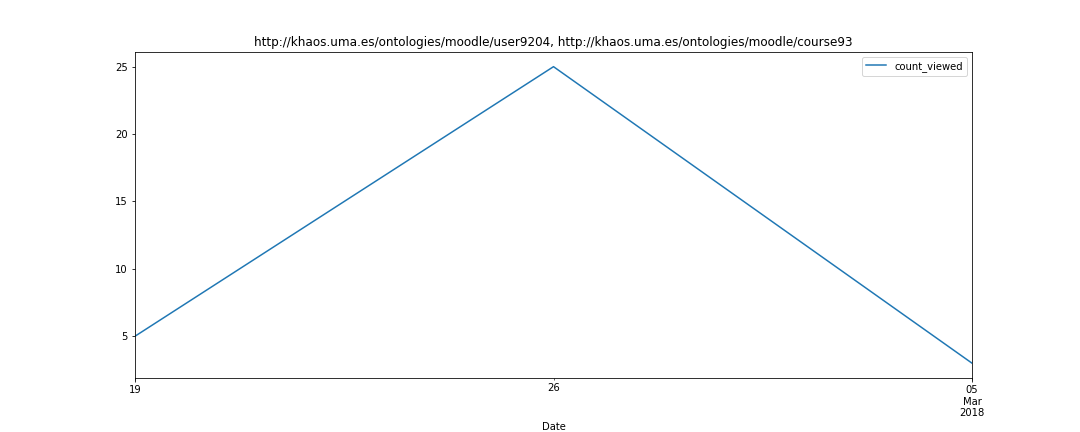 http://khaos.uma.es/ontologies/moodle/user9204, http://khaos.uma.es/ontologies/moodle/course93
count_viewed
25
20
15
10
5
19
26
05
Mar
2018
Date